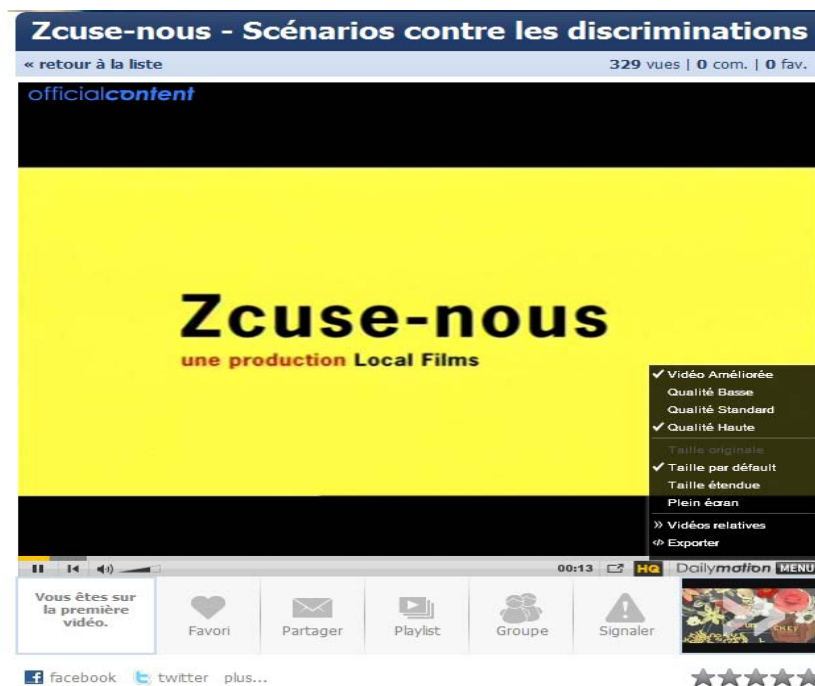 Zcuse-nous - Scénarios contre les discriminations
« retour à la liste
329 vues | 0 com. | 0 fav.
officialcontent
Zcuse-nous
une production Local Films
Vidéo Améliorée
Qualité Basse
Qualité Standard
Qualité Haute
Taille originale
Taille par défault
Taille étendue
Plein écran
Vidéos relatives
Exporter
00:13 HQ Dailymotion MENU
Vous êtes sur
la première
vidéo.
Favori
Partager
Playlist
Groupe
Signaler
facebook twitter plus...